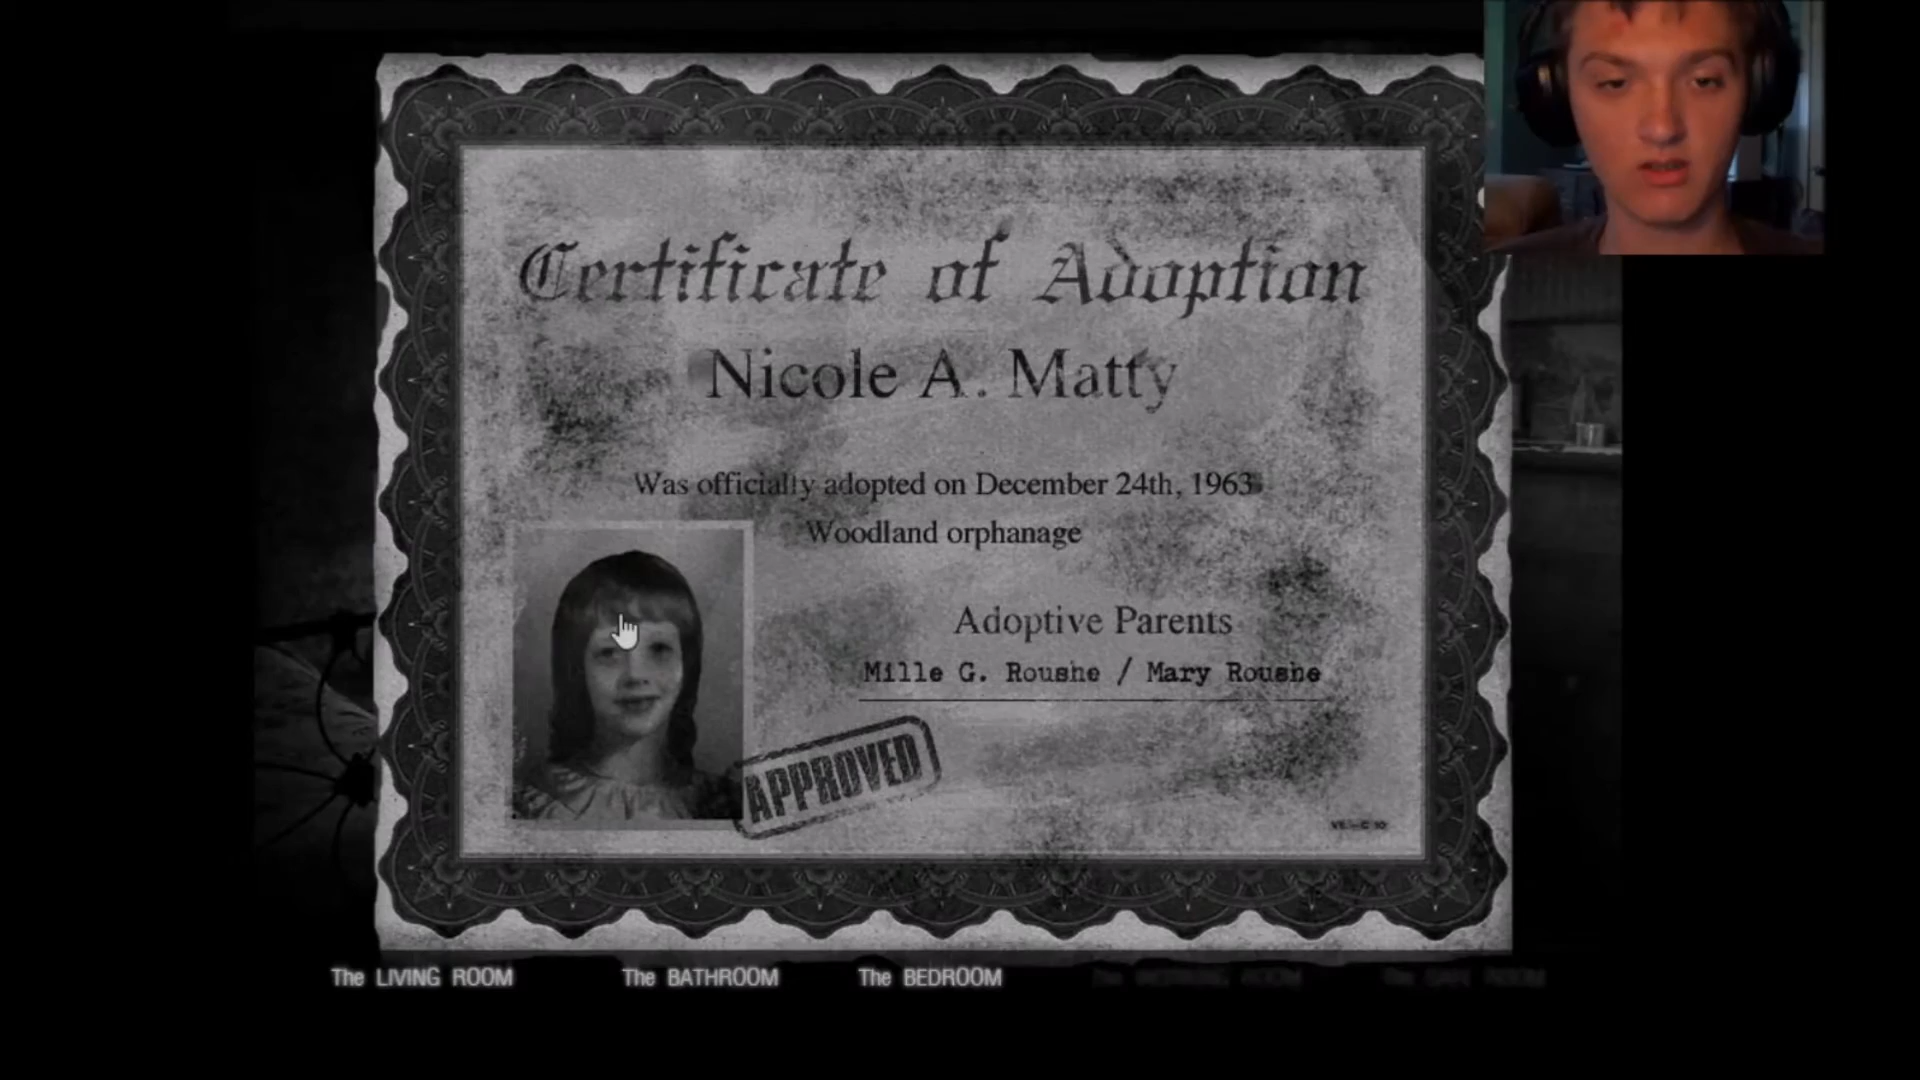 Certificate of Adoption
Nicole A. Matty
Was officially adopted on December 24th, 1963
Woodland orphanage
Adoptive Parents
Mille G. Roushe / Mary Roushe
APPROVED
The LIVING ROOM
The BATHROOM
The BEDROOM